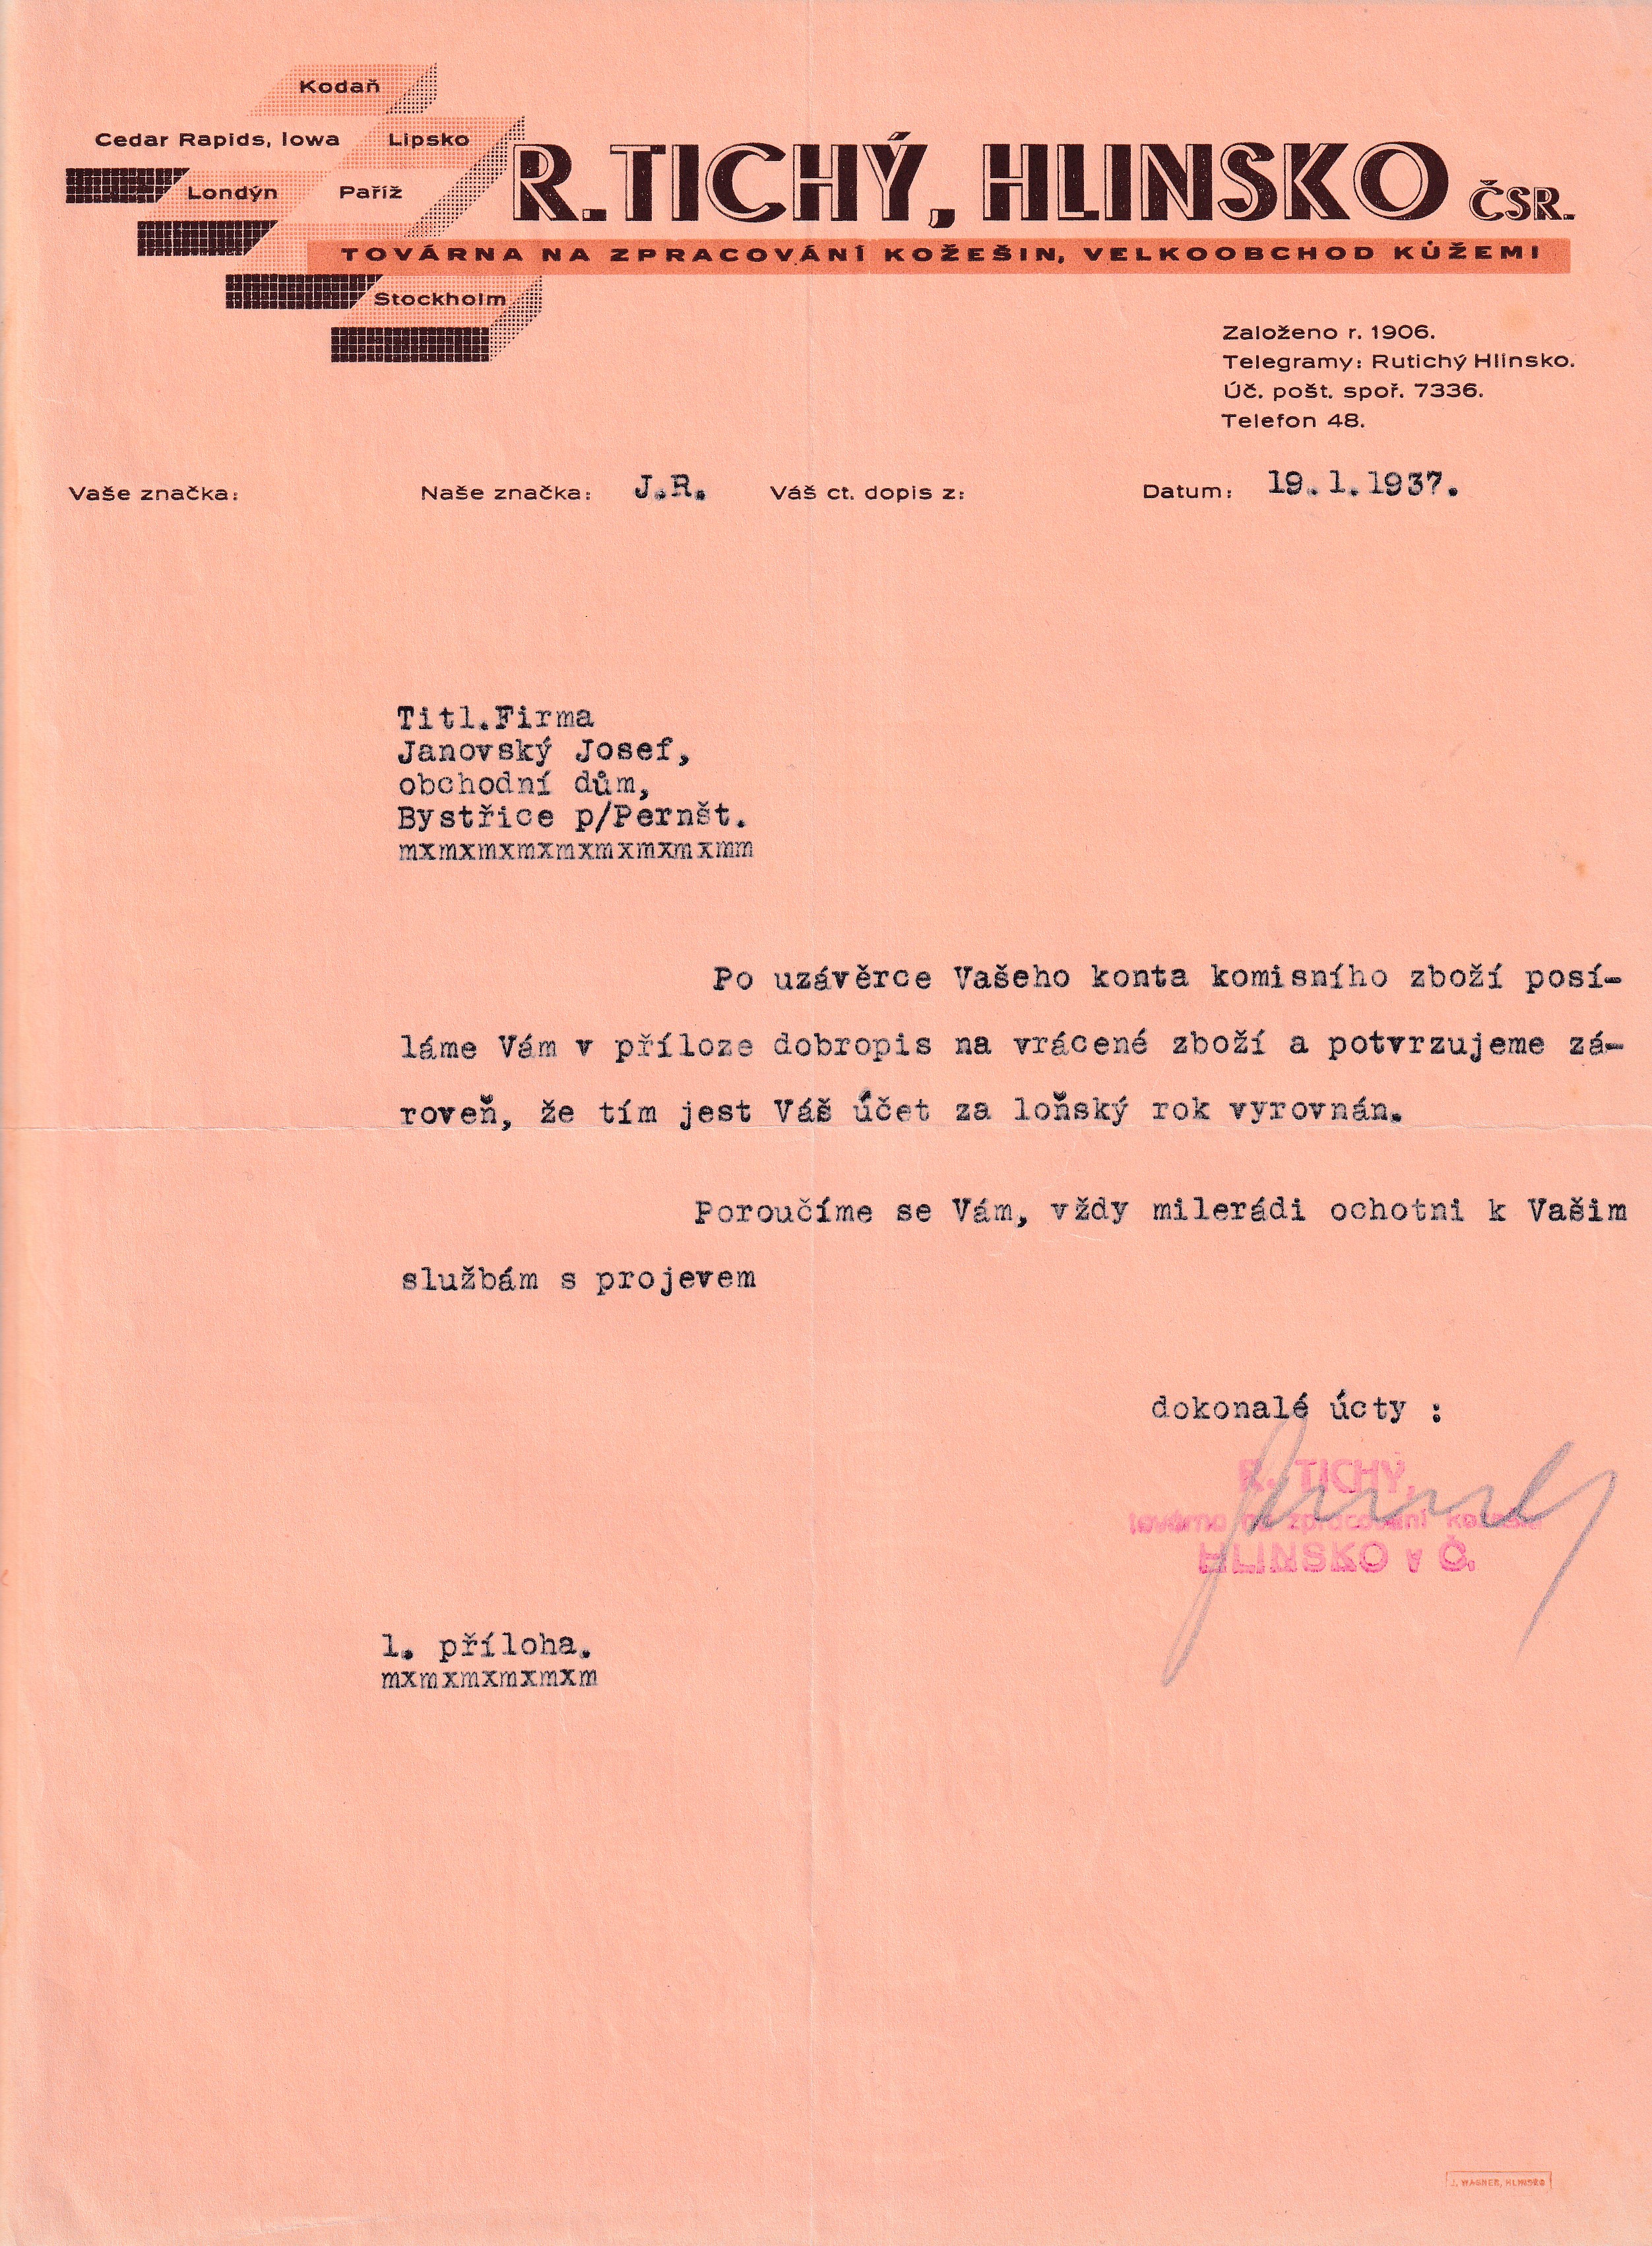 Kodaň
Cedar Rapids, Iowa Lipsko
Londýn Paříž
R. TICHÝ, HLINSKO ČSR.
TOVÁRNA NA ZPRACOVÁNÍ KOŽEŠIN, VELKOOBCHOD KŮŽEMI
Stockholm
Založeno r. 1906.
Telegramy: Rutichý Hlinsko.
Úč. pošt. spoř. 7336.
Telefon 48.
Vaše značka: Naše značka: J.R. Váš ct. dopis z: Datum: 19.1.1937.
Titl.Firma
Janovský Josef,
obchodní dům,
Bystřice p/Pernšt.
mxmxmxmxmxmxmxmxmm
Po uzávěrce Vašeho konta komisního zboží posí-
láme Vám v příloze dobropis na vrácené zboží a potvrzujeme zá-
roveň, že tím jest Váš účet za loňský rok vyrovnán.
Poroučíme se Vám, vždy milerádi ochotni k Vašim
službám s projevem
dokonalé úcty :
R. TICHÝ,
továrna na zpracování kožešin
HLINSKO v Č.
1. příloha.
mxmxmxmxmxm
J. WAGNER, HLINSKO